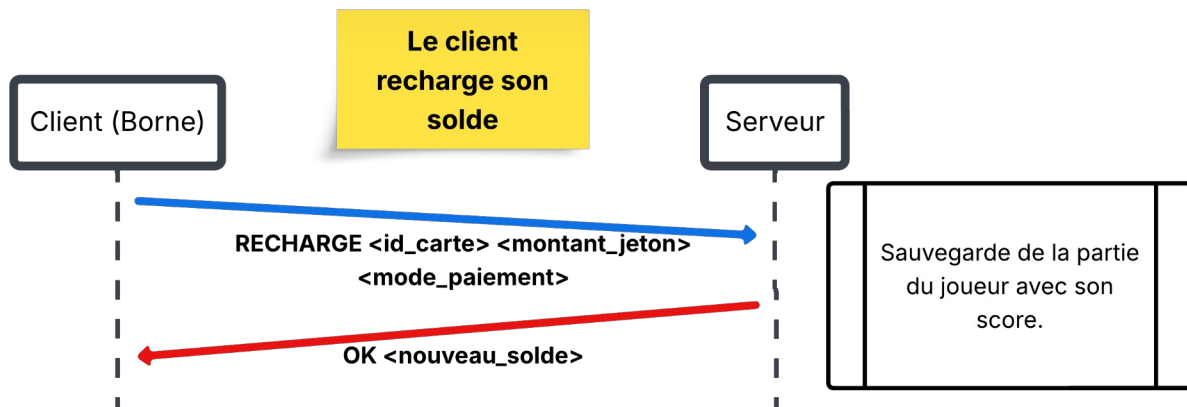 Le client
recharge son
solde
Client (Borne)
Serveur
RECHARGE <id_carte> <montant_jeton>
<mode_paiement>
Sauvegarde de la partie
du joueur avec son
score.
OK <nouveau_solde>